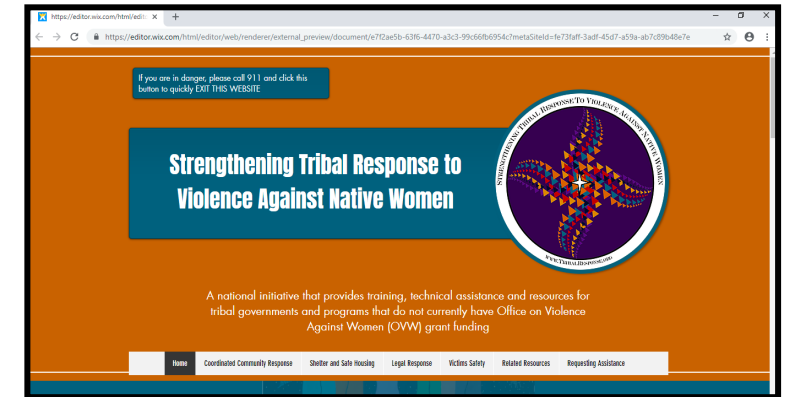 https://editor.wix.com/html/edit
https://editor.wix.com/html/editor/web/renderer/external_preview/document/e7f2ae5b-63f6-4470-a3c3-99c66fb6954c?metaSiteId=fe73faff-3adf-45d7-a59a-ab7c89b48e7e
If you are in danger, please call 911 and click this
button to quickly EXIT THIS WEBSITE
Strengthening Tribal Response to
Violence Against Native Women
STRENGTHENING TRIBAL RESPONSE TO VIOLENCE AGAINST NATIVE WOMEN
WWW.TRIBALRESPONSE.ORG
A national initiative that provides training, technical assistance and resources for
tribal governments and programs that do not currently have Office on Violence
Against Women (OVW) grant funding
Home Coordinated Community Response Shelter and Safe Housing Legal Response Victims Safety Related Resources Requesting Assistance